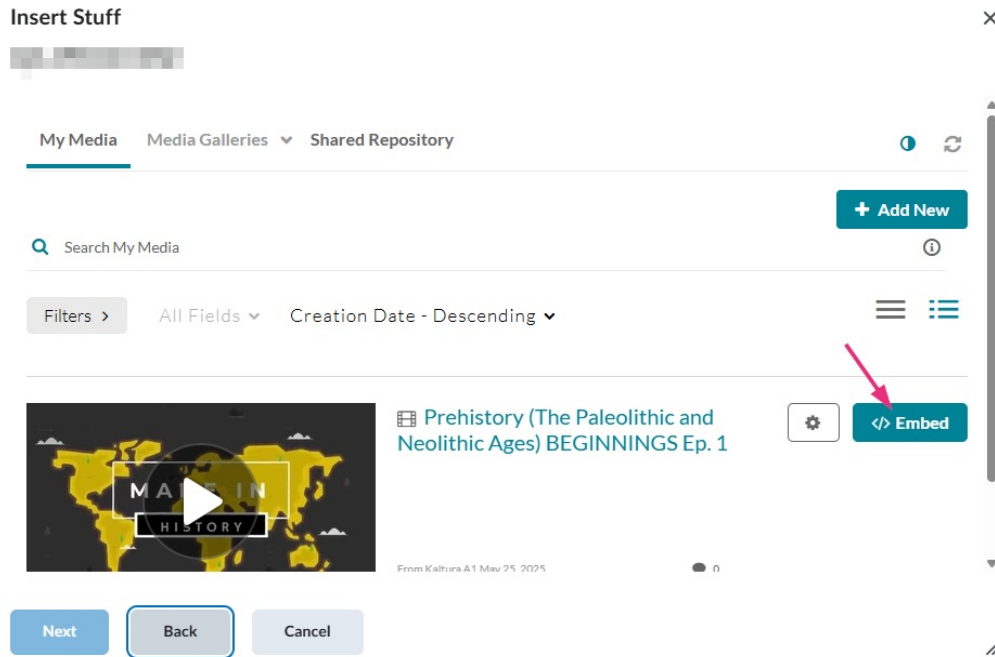 Insert Stuff
My Media Media Galleries Shared Repository
+ Add New
Search My Media
Filters > All Fields Creation Date - Descending
Prehistory (The Paleolithic and
Neolithic Ages) BEGINNINGS Ep. 1
</> Embed
MADE IN
HISTORY
From Kaltura A1 May 25, 2025 0
Next Back Cancel